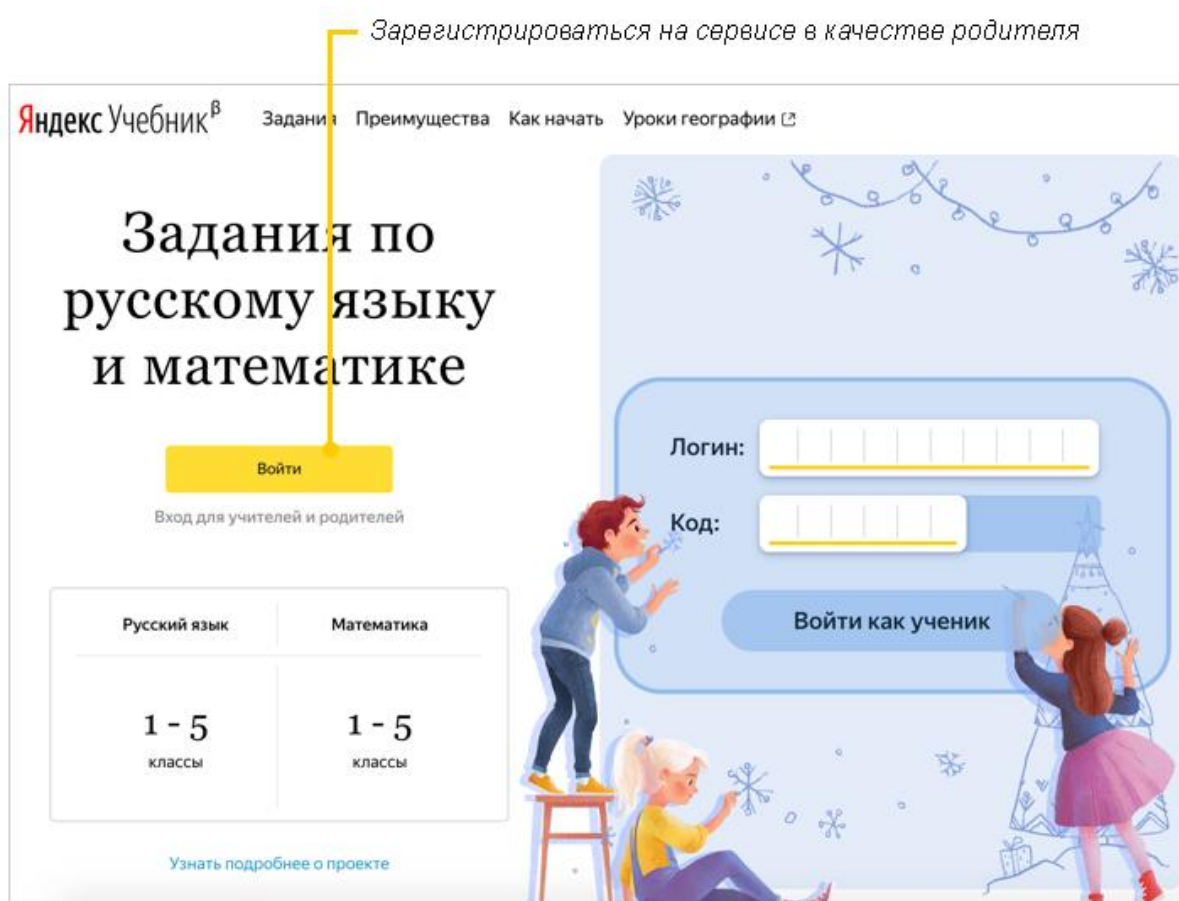 Зарегистрироваться на сервисе в качестве родителя
Яндекс Учебник β Задания Преимущества Как начать Уроки географии
Задания по
русскому языку
и математике
Войти
Вход для учителей и родителей
Русский язык Математика
1 - 5 1 - 5
классы классы
Узнать подробнее о проекте
Логин:
Код:
Войти как ученик